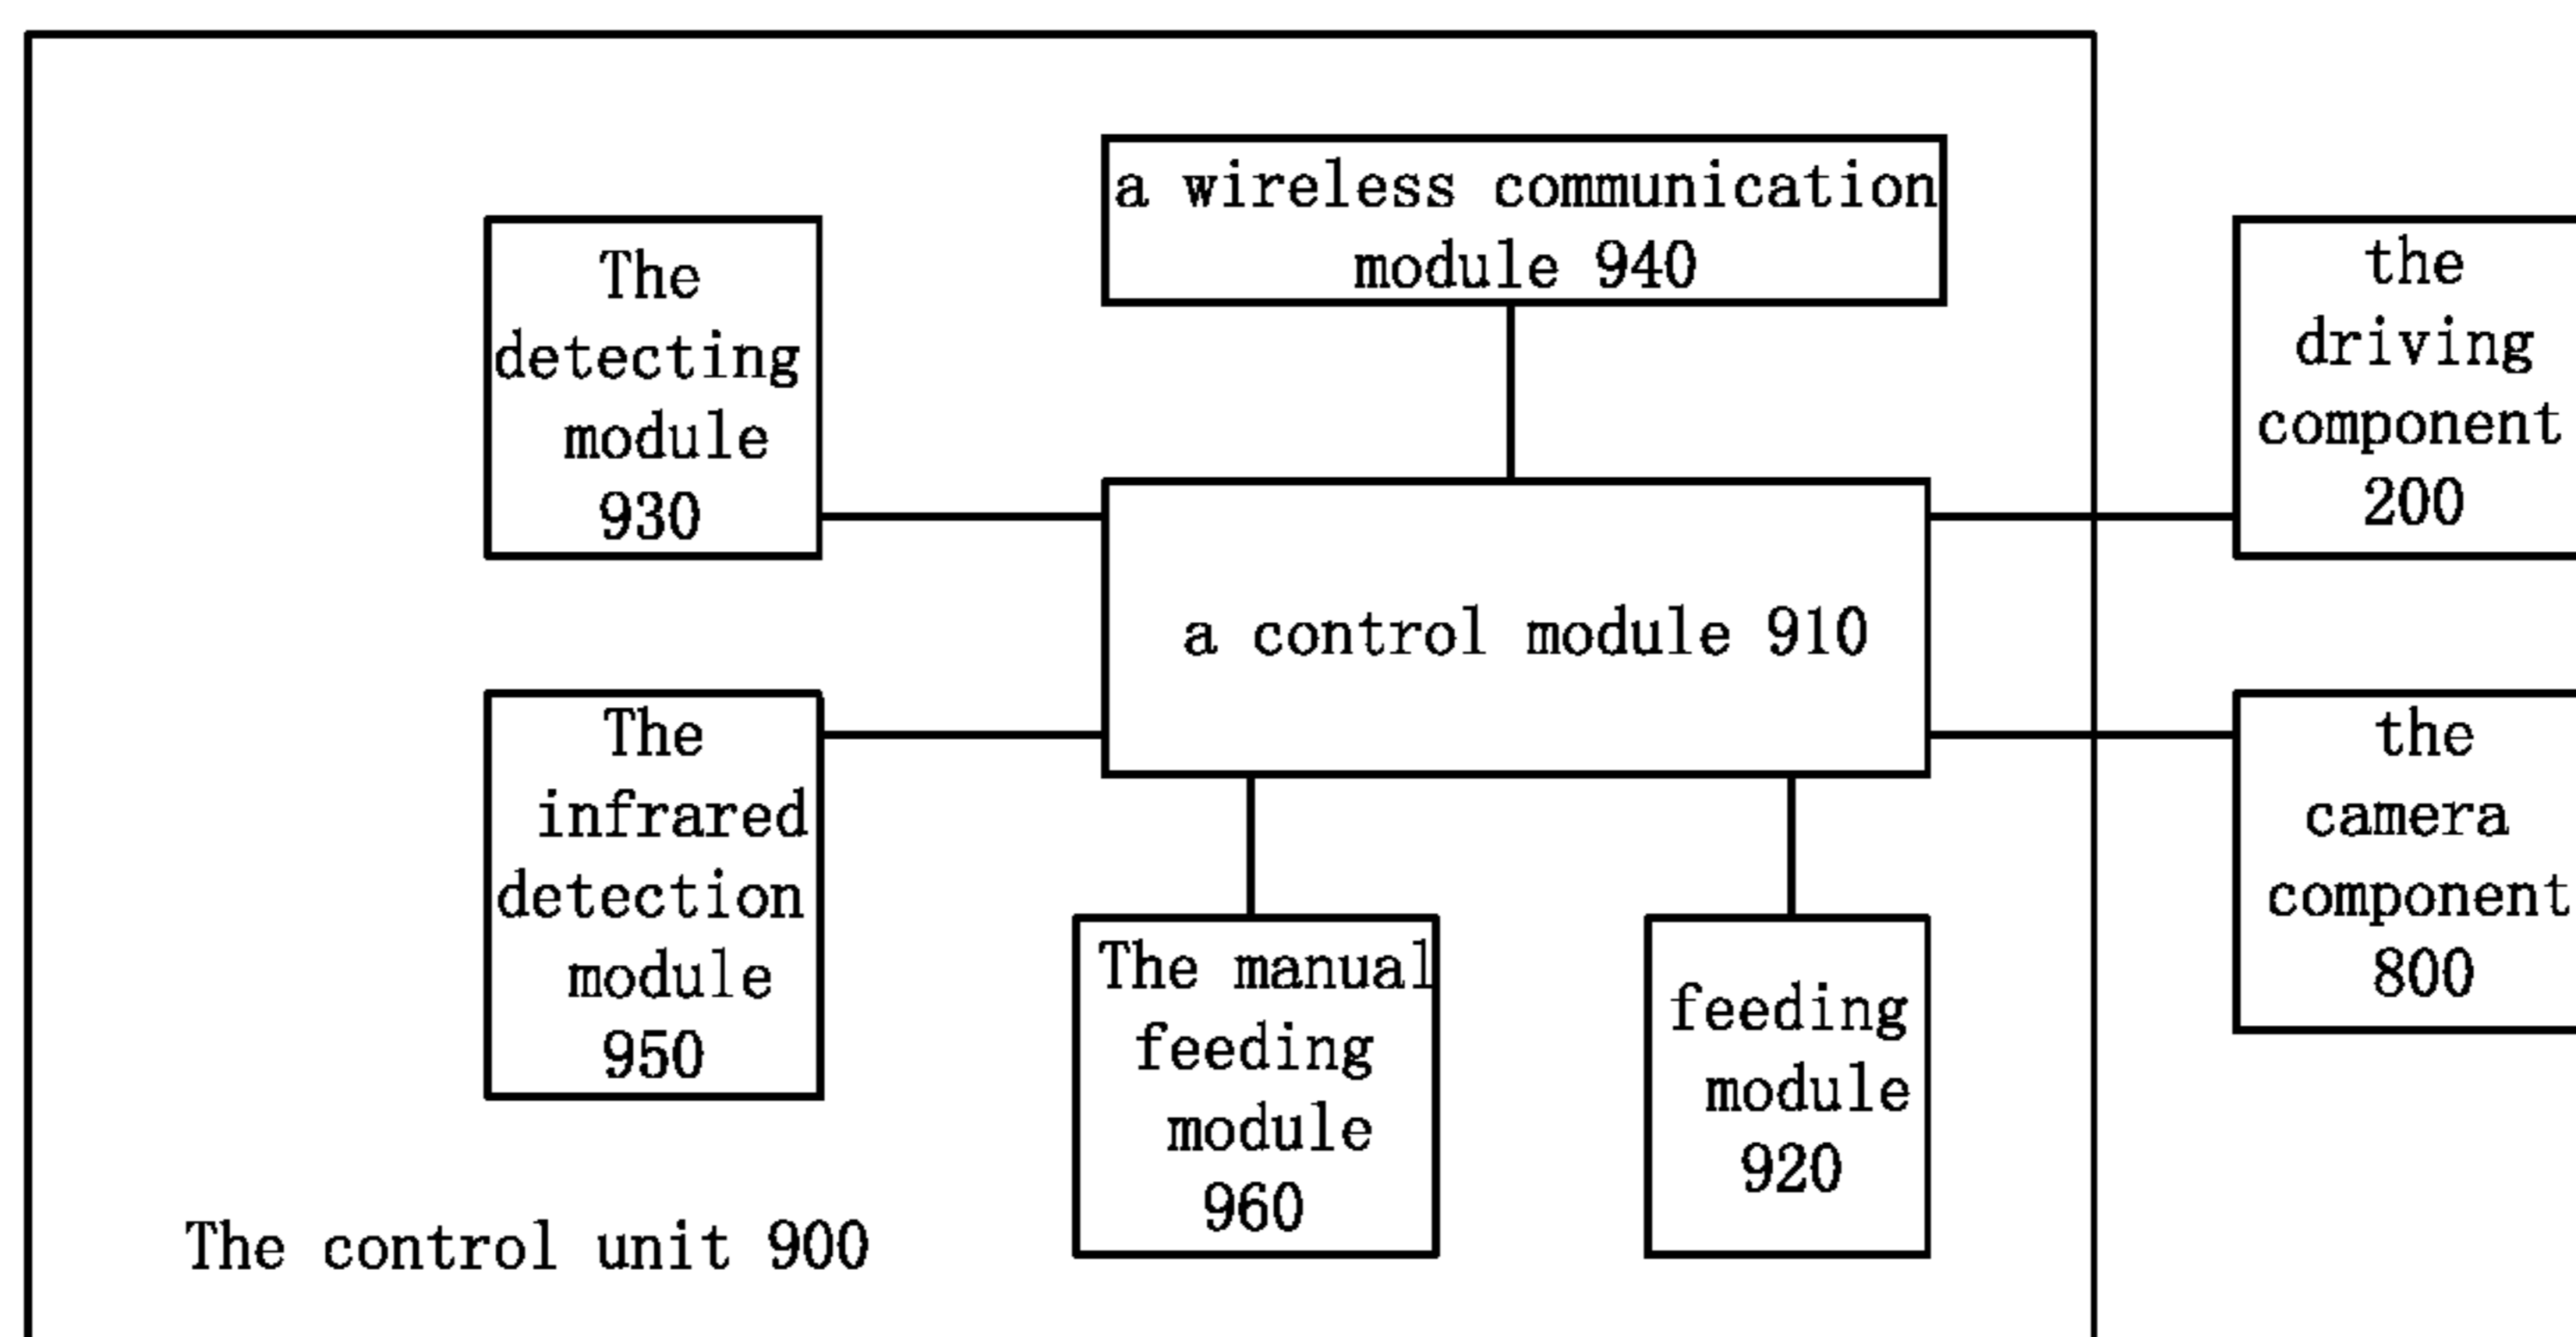 a wireless communication
module 940
The
detecting
module
930
the
driving
component
200
a control module 910
The
infrared
detection
module
950
the
camera
component
800
The manual
feeding
module
960
feeding
module
920
The control unit 900